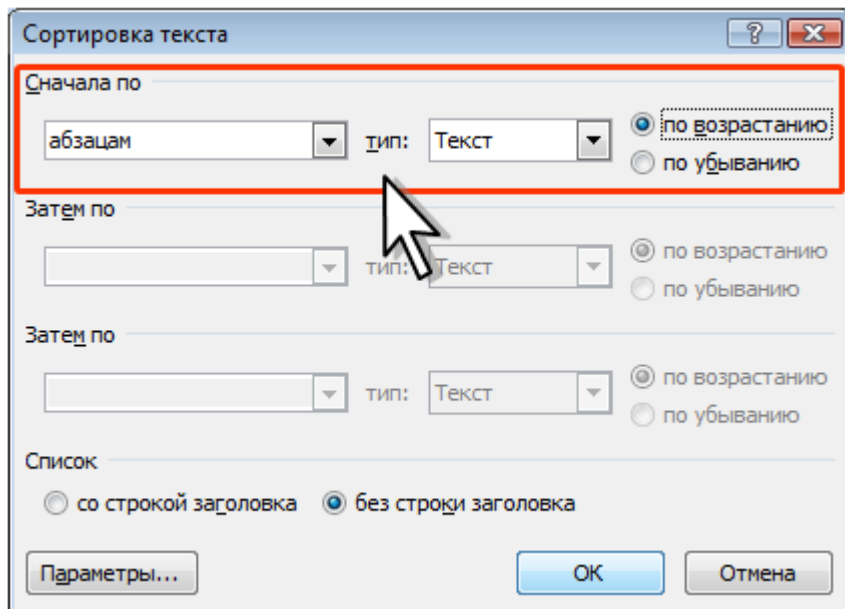 Сортировка текста
Сначала по
абзацам тип: Текст по возрастанию
по убыванию
Затем по
тип: Текст по возрастанию
по убыванию
Затем по
тип: Текст по возрастанию
по убыванию
Список
со строкой заголовка без строки заголовка
Параметры... ОК Отмена